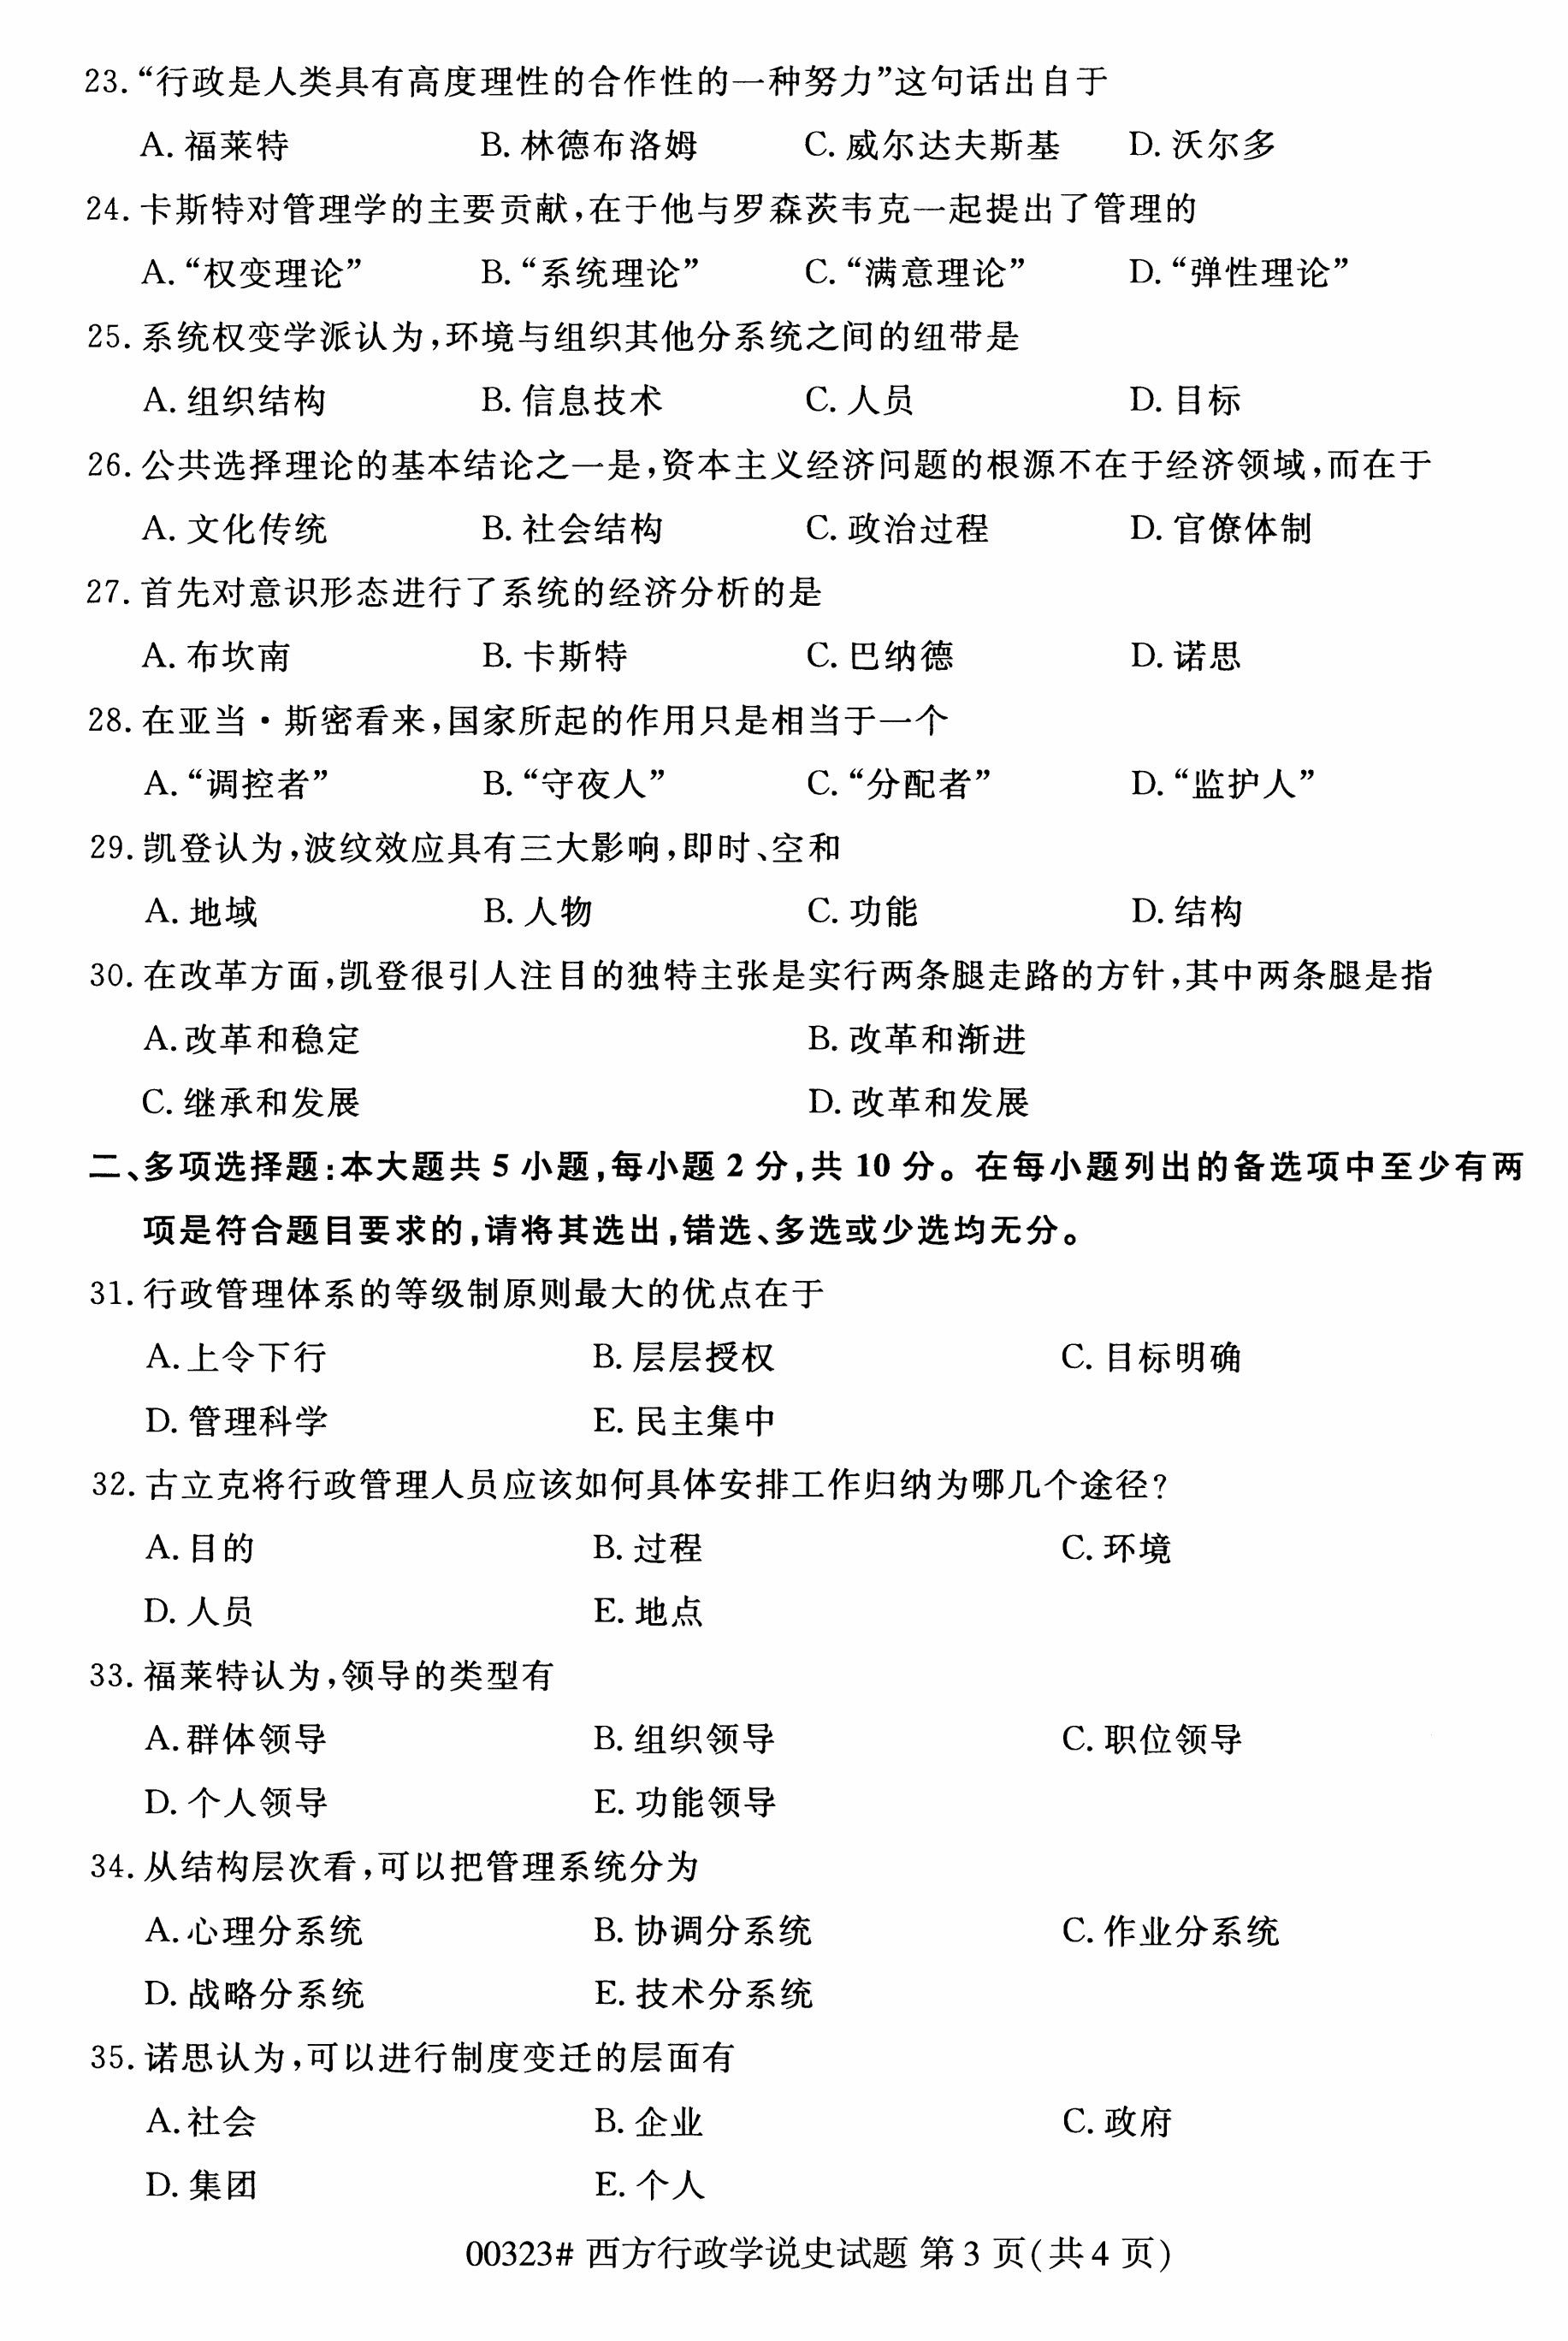 23.“行政是人类具有高度理性的合作性的一种努力”这句话出自于
A. 福莱特 B. 林德布洛姆 C. 威尔达夫斯基 D. 沃尔多
24. 卡斯特对管理学的主要贡献,在于他与罗森茨韦克一起提出了管理的
A.“权变理论” B.“系统理论” C.“满意理论” D.“弹性理论”
25. 系统权变学派认为,环境与组织其他分系统之间的纽带是
A. 组织结构 B. 信息技术 C. 人员 D. 目标
26. 公共选择理论的基本结论之一是,资本主义经济问题的根源不在于经济领域,而在于
A. 文化传统 B. 社会结构 C. 政治过程 D. 官僚体制
27. 首先对意识形态进行了系统的经济分析的是
A. 布坎南 B. 卡斯特 C. 巴纳德 D. 诺思
28. 在亚当·斯密看来,国家所起的作用只是相当于一个
A.“调控者” B.“守夜人” C.“分配者” D.“监护人”
29. 凯登认为,波纹效应具有三大影响,即时、空和
A. 地域 B. 人物 C. 功能 D. 结构
30. 在改革方面,凯登很引人注目的独特主张是实行两条腿走路的方针,其中两条腿是指
A. 改革和稳定 B. 改革和渐进
C. 继承和发展 D. 改革和发展
二、多项选择题:本大题共 5 小题,每小题 2 分,共 10 分。在每小题列出的备选项中至少有两
项是符合题目要求的,请将其选出,错选、多选或少选均无分。
31. 行政管理体系的等级制原则最大的优点在于
A. 上令下行 B. 层层授权 C. 目标明确
D. 管理科学 E. 民主集中
32. 古立克将行政管理人员应该如何具体安排工作归纳为哪几个途径?
A. 目的 B. 过程 C. 环境
D. 人员 E. 地点
33. 福莱特认为,领导的类型有
A. 群体领导 B. 组织领导 C. 职位领导
D. 个人领导 E. 功能领导
34. 从结构层次看,可以把管理系统分为
A. 心理分系统 B. 协调分系统 C. 作业分系统
D. 战略分系统 E. 技术分系统
35. 诺思认为,可以进行制度变迁的层面有
A. 社会 B. 企业 C. 政府
D. 集团 E. 个人
00323# 西方行政学说史试题 第 3 页(共 4 页)